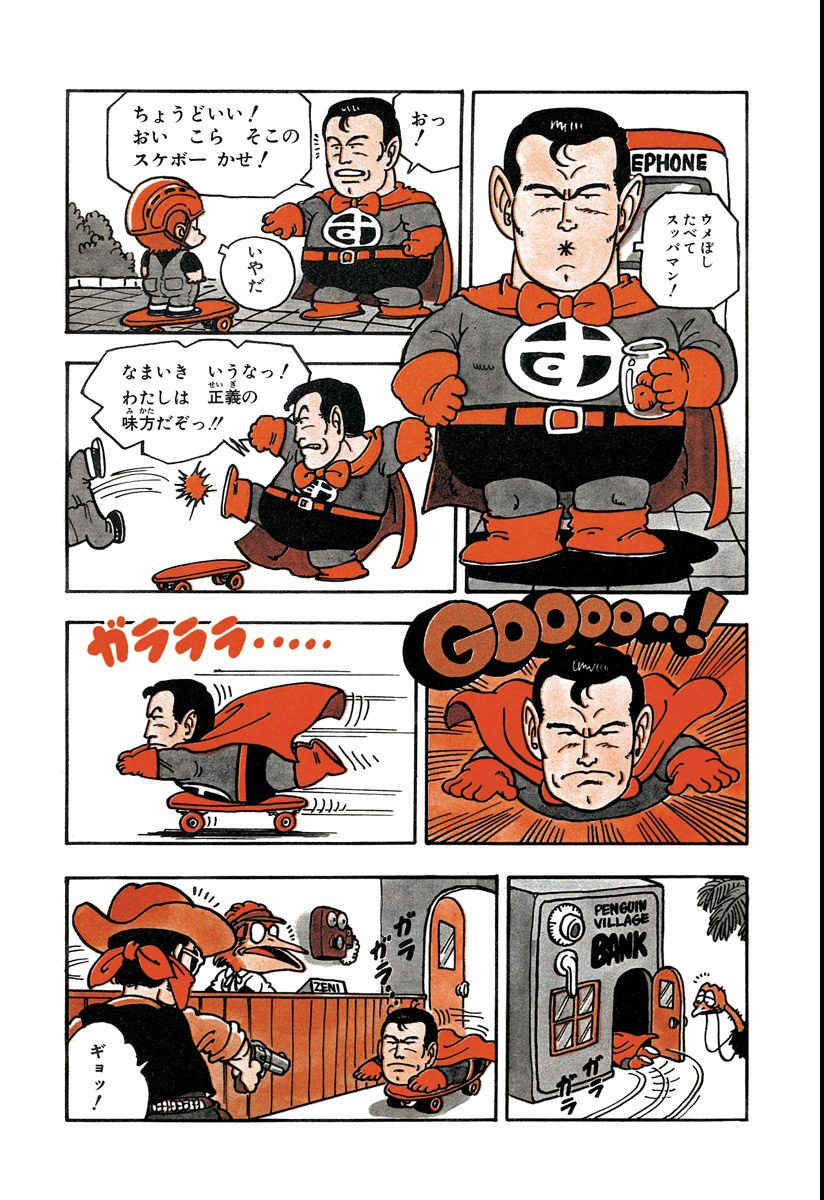 EPHONE
ウメぼし
たべて
スッパマン!
す
おっ
!
ちょうどいい!
おい こら そこの
スケボー かせ!
す
いやだ
なまいき いうなっ!
わたしは 正義の
味方だぞっ!!
す
GOOOO...!
ガラララ.....
PENGUIN
VILLAGE
BANK
ガラ
ガラ
ガラ
ガラ
ZENI
ギョッ!